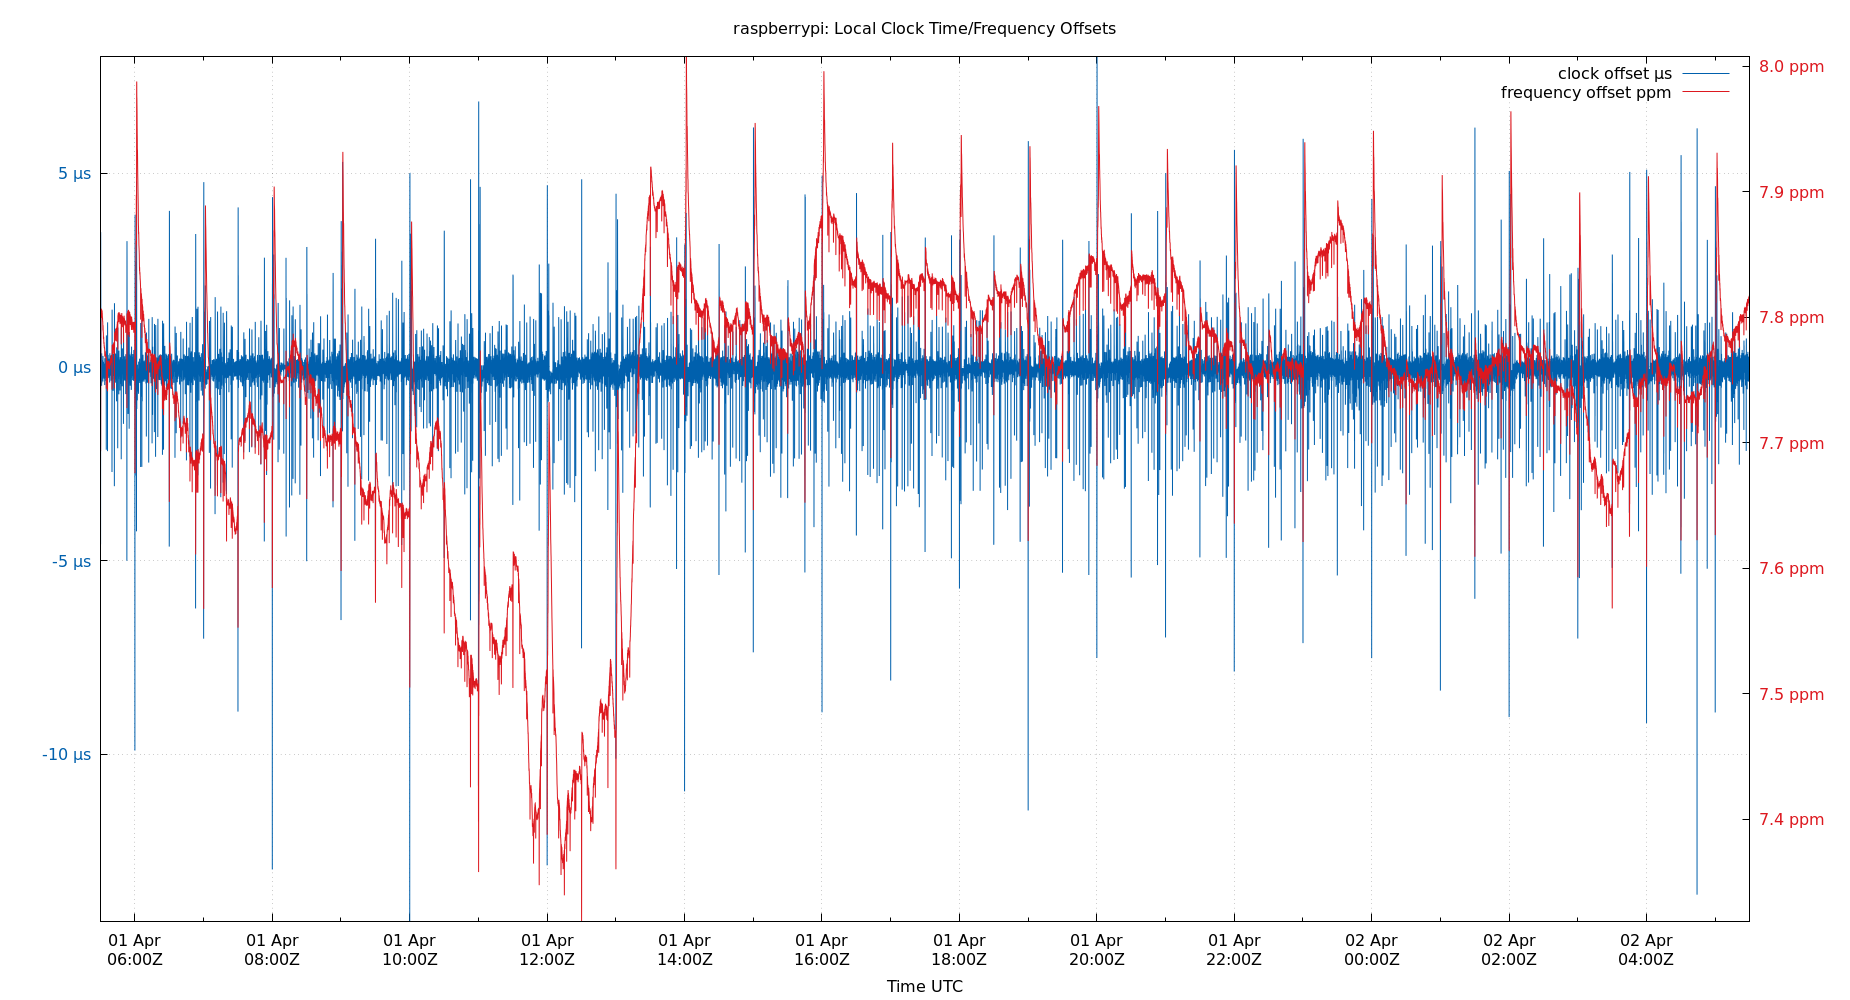 raspberrypi: Local Clock Time/Frequency Offsets
clock offset µs
frequency offset ppm
5 µs
0 µs
-5 µs
-10 µs
8.0 ppm
7.9 ppm
7.8 ppm
7.7 ppm
7.6 ppm
7.5 ppm
7.4 ppm
01 Apr 01 Apr 01 Apr 01 Apr 01 Apr 01 Apr 01 Apr 01 Apr 01 Apr 02 Apr 02 Apr 02 Apr
06:00Z 08:00Z 10:00Z 12:00Z 14:00Z 16:00Z 18:00Z 20:00Z 22:00Z 00:00Z 02:00Z 04:00Z
Time UTC